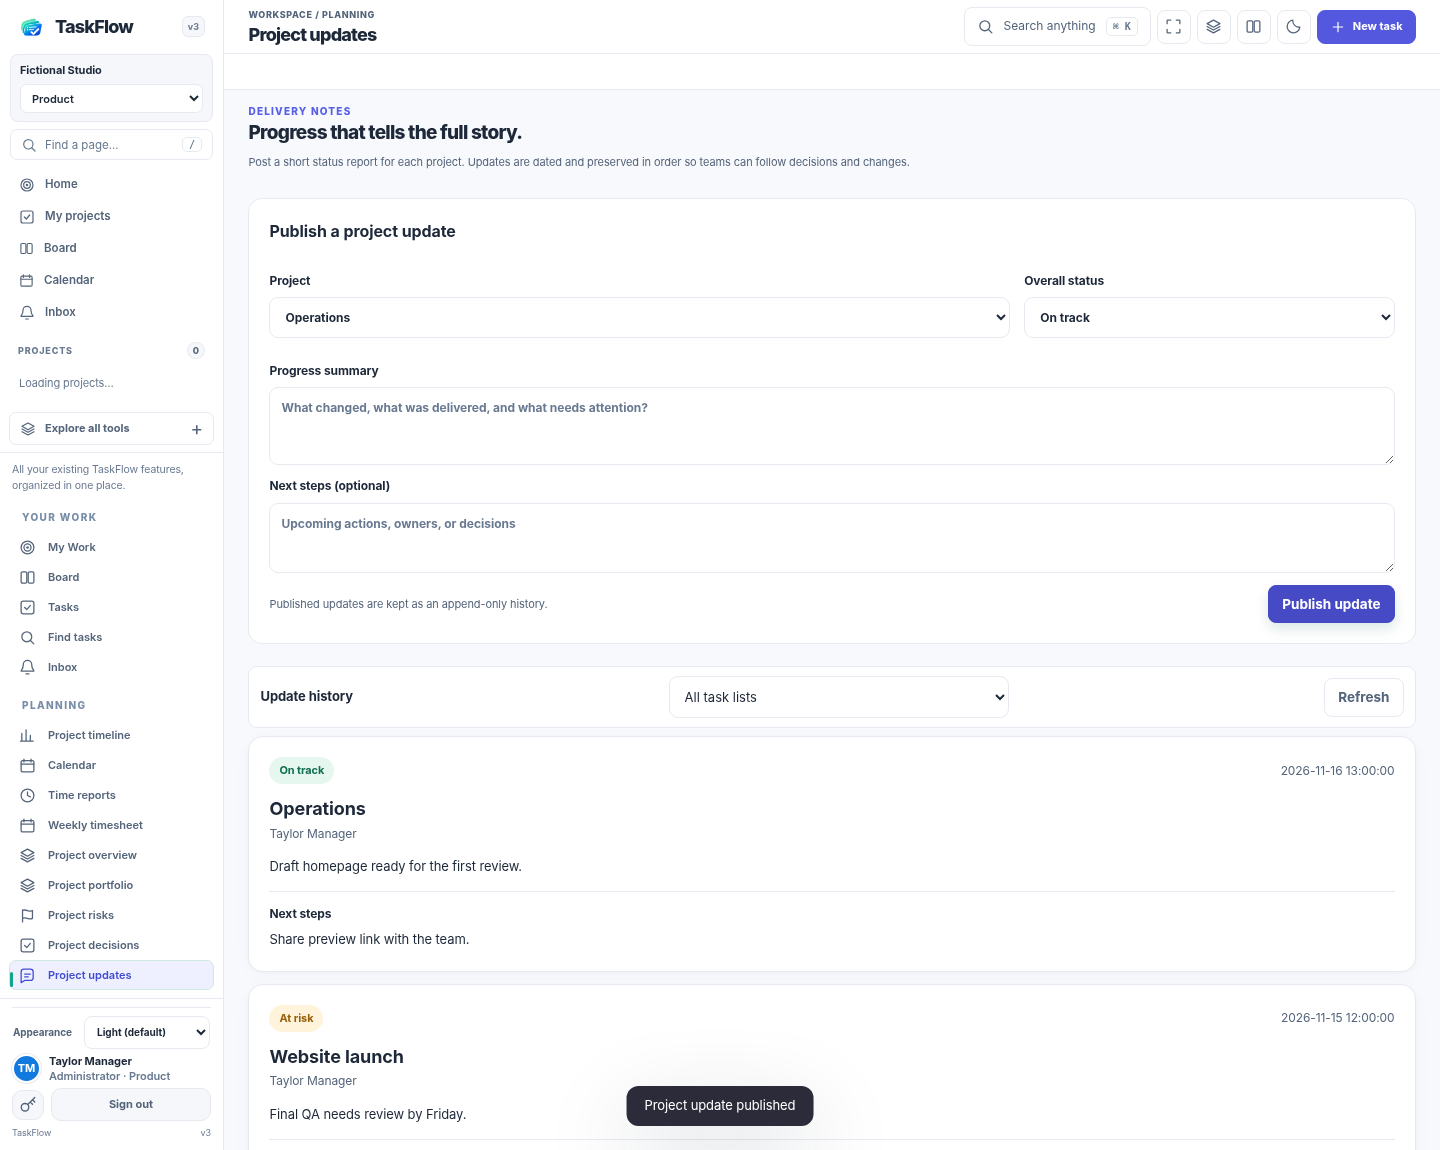 TaskFlow
v3
Fictional Studio
Product
Find a page...
/
Home
My projects
Board
Calendar
Inbox
PROJECTS
0
Loading projects...
Explore all tools
+
All your existing TaskFlow features,
organized in one place.
YOUR WORK
My Work
Board
Tasks
Find tasks
Inbox
PLANNING
Project timeline
Calendar
Time reports
Weekly timesheet
Project overview
Project portfolio
Project risks
Project decisions
Project updates
Appearance
Light (default)
TM
Taylor Manager
Administrator · Product
Sign out
TaskFlow
v3
WORKSPACE / PLANNING
Project updates
Search anything
⌘ K
+ New task
DELIVERY NOTES
Progress that tells the full story.
Post a short status report for each project. Updates are dated and preserved in order so teams can follow decisions and changes.
Publish a project update
Project
Overall status
Operations
On track
Progress summary
What changed, what was delivered, and what needs attention?
Next steps (optional)
Upcoming actions, owners, or decisions
Published updates are kept as an append-only history.
Publish update
Update history
All task lists
Refresh
On track
2026-11-16 13:00:00
Operations
Taylor Manager
Draft homepage ready for the first review.
Next steps
Share preview link with the team.
At risk
2026-11-15 12:00:00
Website launch
Taylor Manager
Final QA needs review by Friday.
Project update published